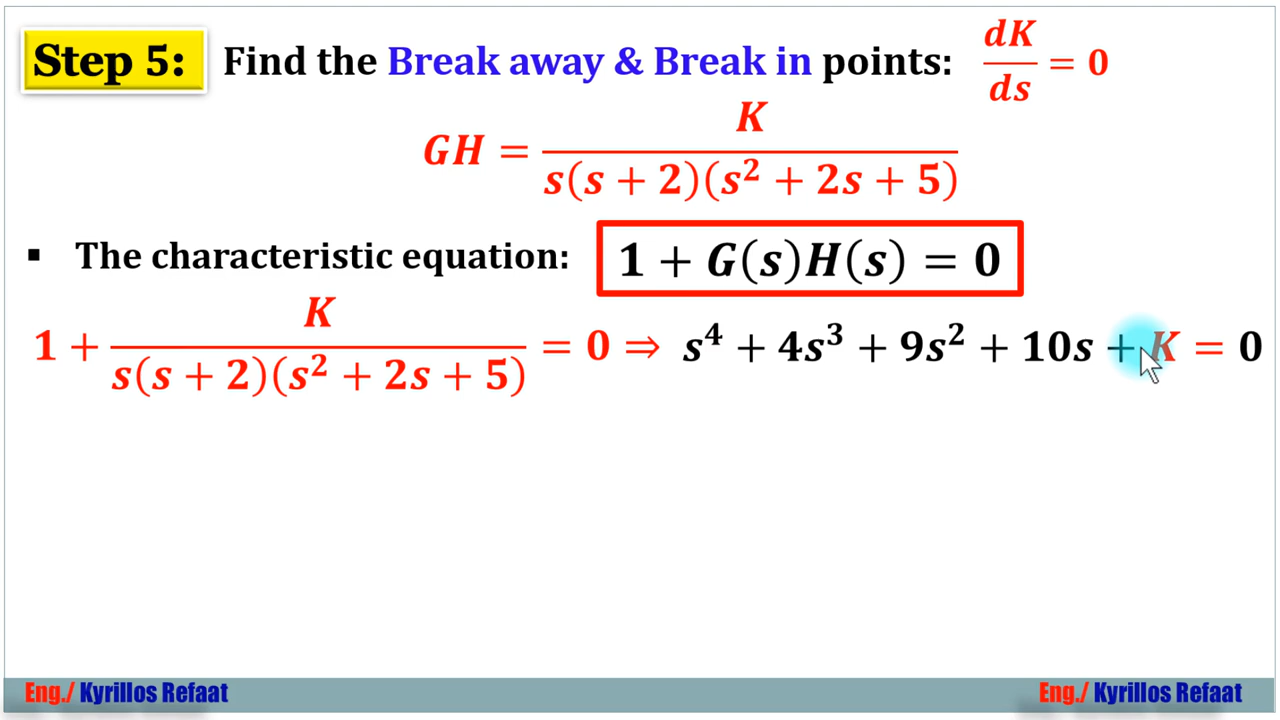 Step 5: Find the Break away & Break in points: dK/ds = 0
GH = K / s(s + 2)(s² + 2s + 5)
▪ The characteristic equation: 1 + G(s)H(s) = 0
1 + K / s(s + 2)(s² + 2s + 5) = 0 ⇒ s⁴ + 4s³ + 9s² + 10s + K = 0
Eng./ Kyrillos Refaat
Eng./ Kyrillos Refaat